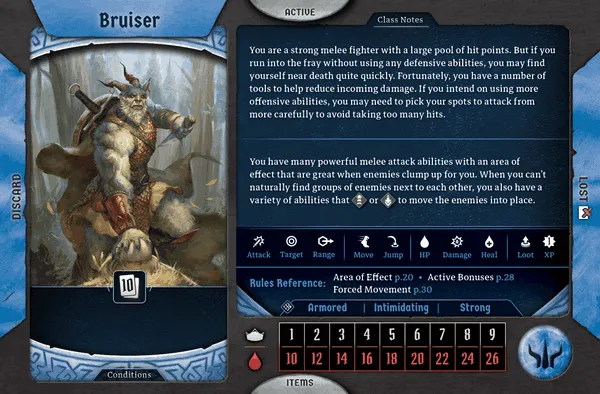 Bruiser
ACTIVE
Class Notes
You are a strong melee fighter with a large pool of hit points. But if you
run into the fray without using any defensive abilities, you may find
yourself near death quite quickly. Fortunately, you have a number of
tools to help reduce incoming damage. If you intend on using more
offensive abilities, you may need to pick your spots to attack from
more carefully to avoid taking too many hits.
You have many powerful melee attack abilities with an area of
effect that are great when enemies clump up for you. When you can't
naturally find groups of enemies next to each other, you also have a
variety of abilities that or to move the enemies into place.
DISCARD
LOST
10
Attack Target Range Move Jump HP Damage Heal Loot XP
Rules Reference: Area of Effect p.20 • Active Bonuses p.28
Forced Movement p.30
Armored Intimidating Strong
1 2 3 4 5 6 7 8 9
10 12 14 16 18 20 22 24 26
Conditions
ITEMS